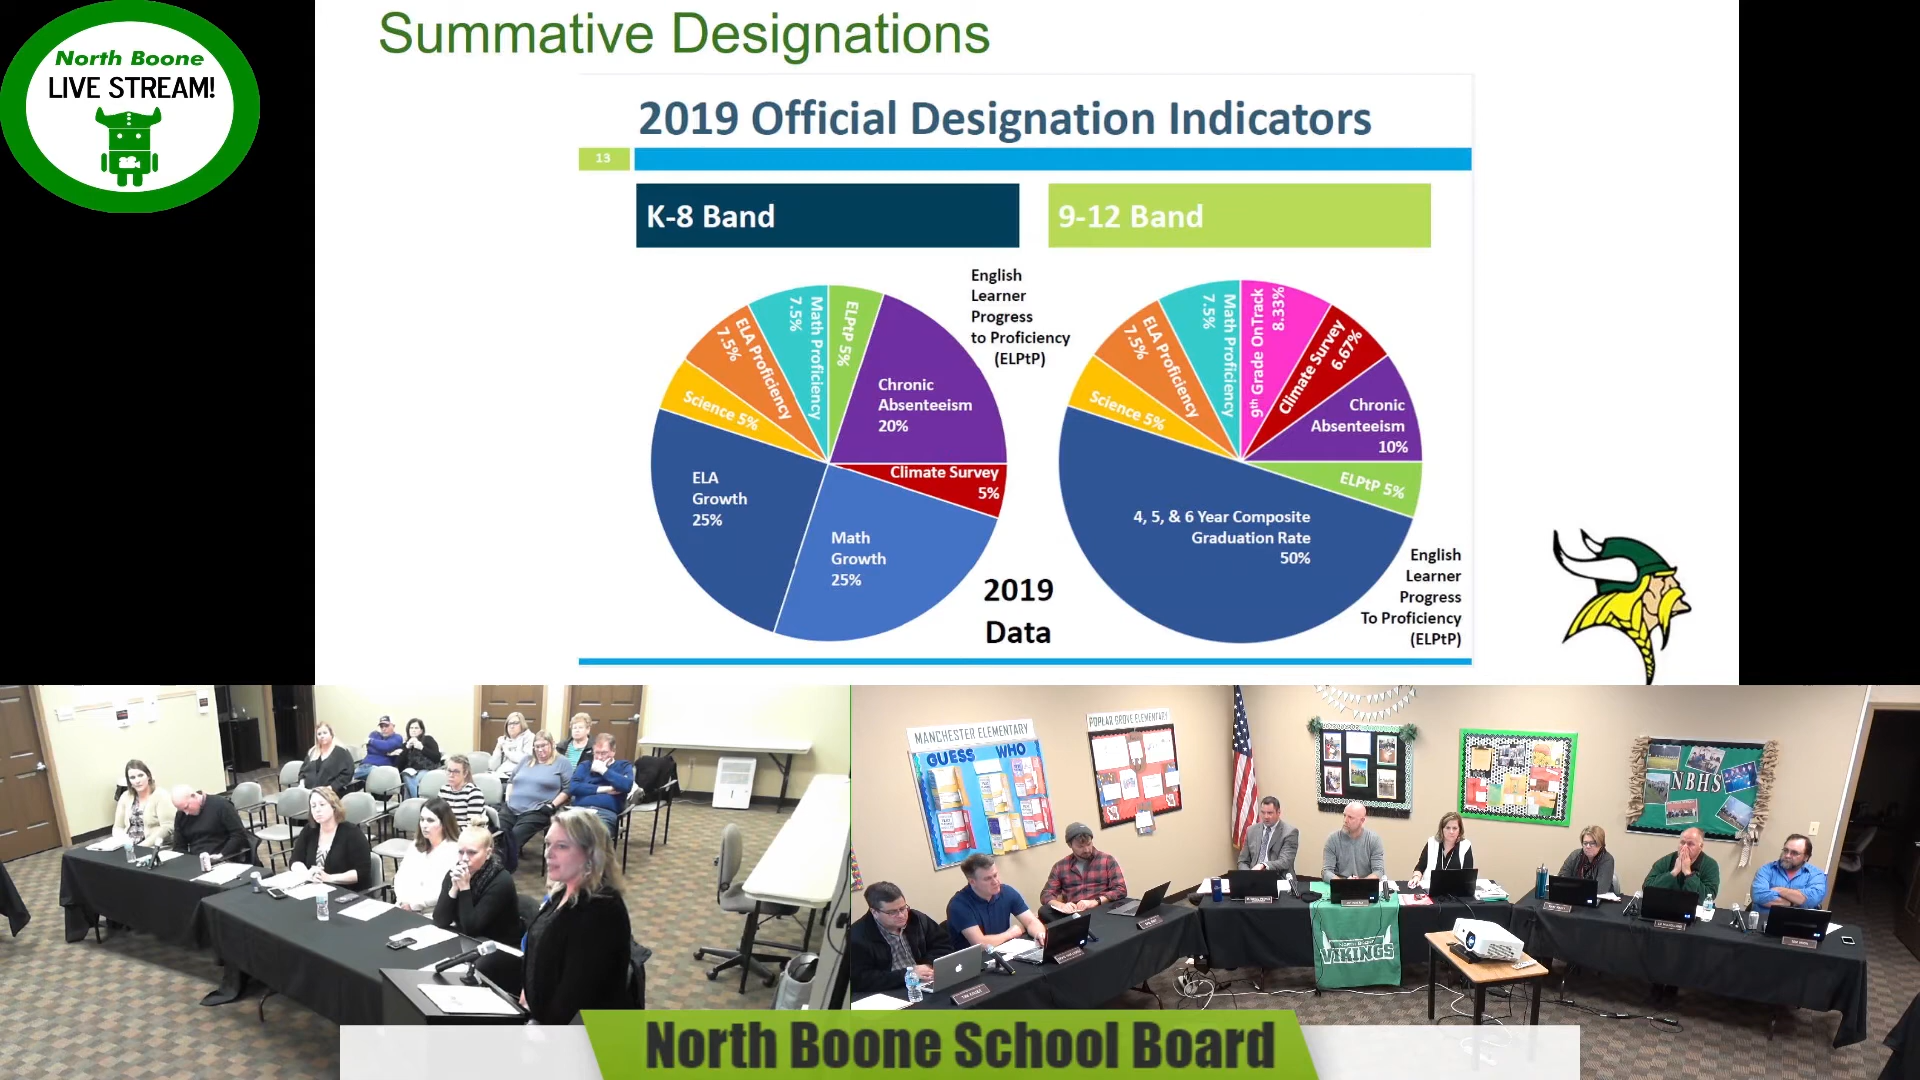 Summative Designations
North Boone
LIVE STREAM!
2019 Official Designation Indicators
13
K-8 Band
9-12 Band
English
Learner
Progress
to Proficiency
(ELPtP)
ELPtP 5%
Chronic
Absenteeism
20%
Climate Survey
5%
Math
Growth
25%
ELA
Growth
25%
Science 5%
ELA Proficiency
7.5%
Math Proficiency
7.5%
2019
Data
9th Grade OnTrack
8.33%
Climate Survey
6.67%
Chronic
Absenteeism
10%
ELPtP 5%
4, 5, & 6 Year Composite
Graduation Rate
50%
Science 5%
ELA Proficiency
7.5%
Math Proficiency
7.5%
English
Learner
Progress
To Proficiency
(ELPtP)
MANCHESTER ELEMENTARY
GUESS WHO
POPLAR GROVE ELEMENTARY
NBHS
VIKINGS
North Boone School Board